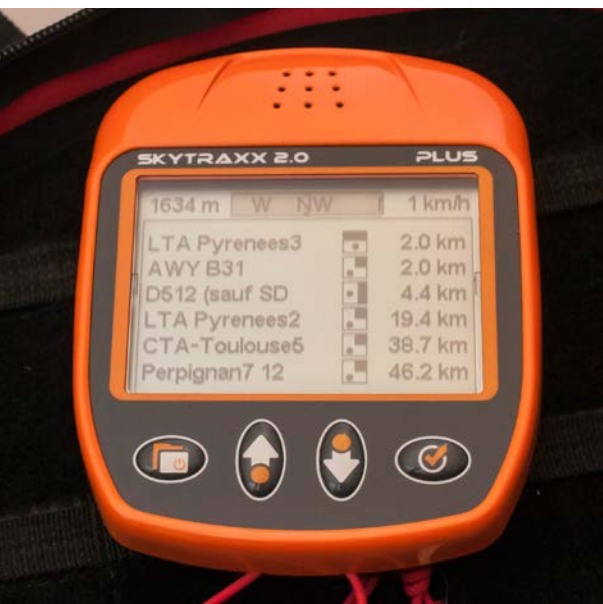 SKYTRAXX 2.0 PLUS
1634 m W NW 1 km/h
LTA Pyrenees3 2.0 km
AWY B31 2.0 km
D512 (sauf SD 4.4 km
LTA Pyrenees2 19.4 km
CTA-Toulouse5 38.7 km
Perpignan7 12 46.2 km